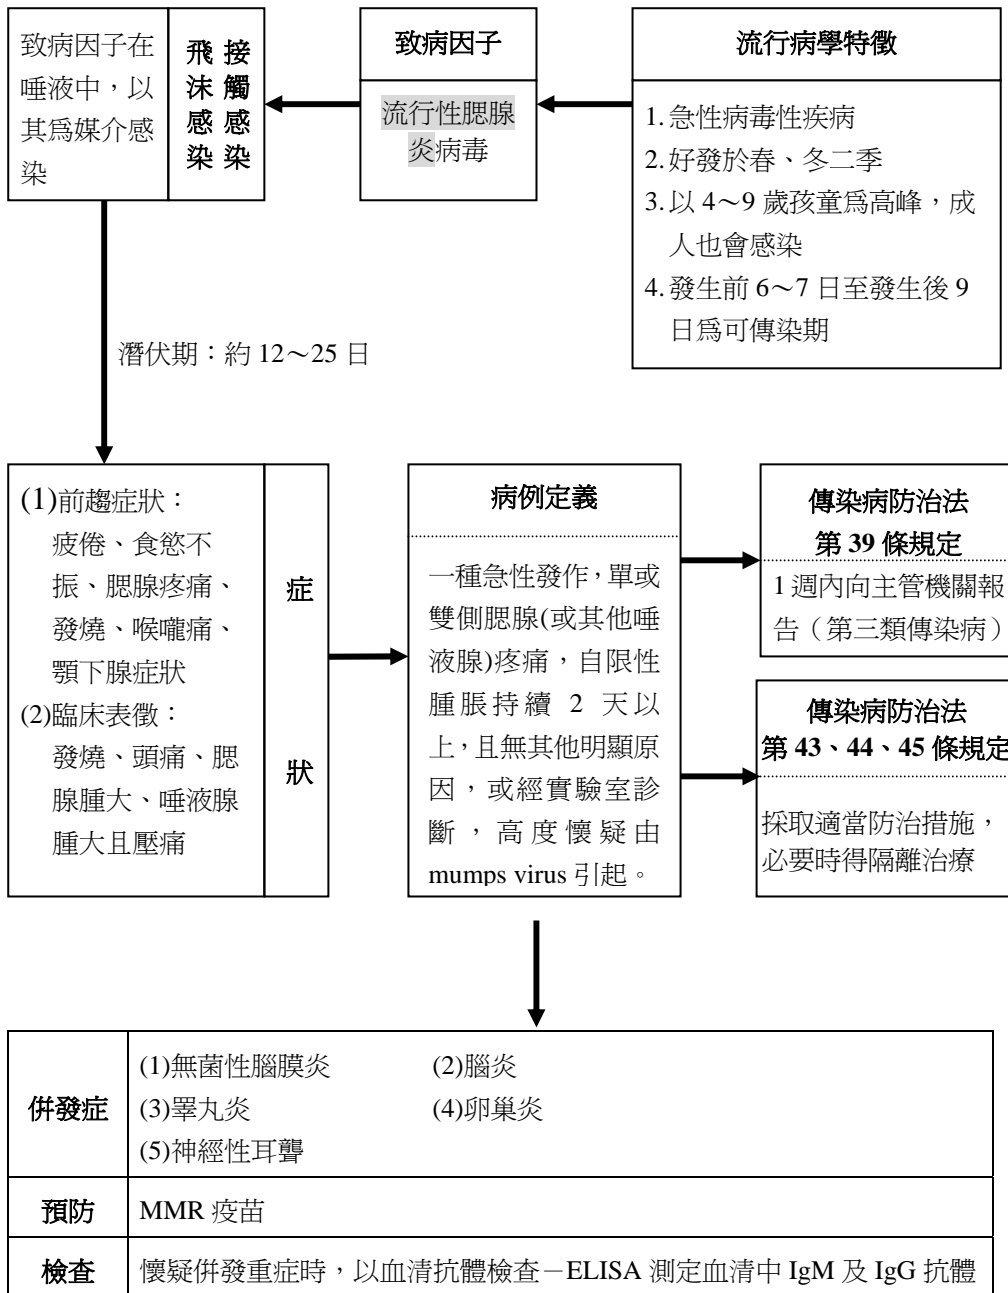 致病因子在
唾液中，以
其為媒介感
染
飛沫感染
接觸感染
致病因子
流行性腮腺
炎病毒
流行病學特徵
1. 急性病毒性疾病
2. 好發於春、冬二季
3. 以 4～9 歲孩童為高峰，成
人也會感染
4. 發生前 6～7 日至發生後 9
日為可傳染期
潛伏期：約 12～25 日
(1)前趨症狀：
疲倦、食慾不
振、腮腺疼痛、
發燒、喉嚨痛、
顎下腺症狀
(2)臨床表徵：
發燒、頭痛、腮
腺腫大、唾液腺
腫大且壓痛
症
狀
病例定義
一種急性發作，單或
雙側腮腺(或其他唾
液腺)疼痛，自限性
腫脹持續 2 天以
上，且無其他明顯原
因，或經實驗室診
斷，高度懷疑由
mumps virus 引起。
傳染病防治法
第 39 條規定
1 週內向主管機關報
告（第三類傳染病）
傳染病防治法
第 43、44、45 條規定
採取適當防治措施，
必要時得隔離治療
併發症
(1)無菌性腦膜炎 (2)腦炎
(3)睪丸炎 (4)卵巢炎
(5)神經性耳聾
預防 MMR 疫苗
檢查 懷疑併發重症時，以血清抗體檢查－ELISA 測定血清中 IgM 及 IgG 抗體